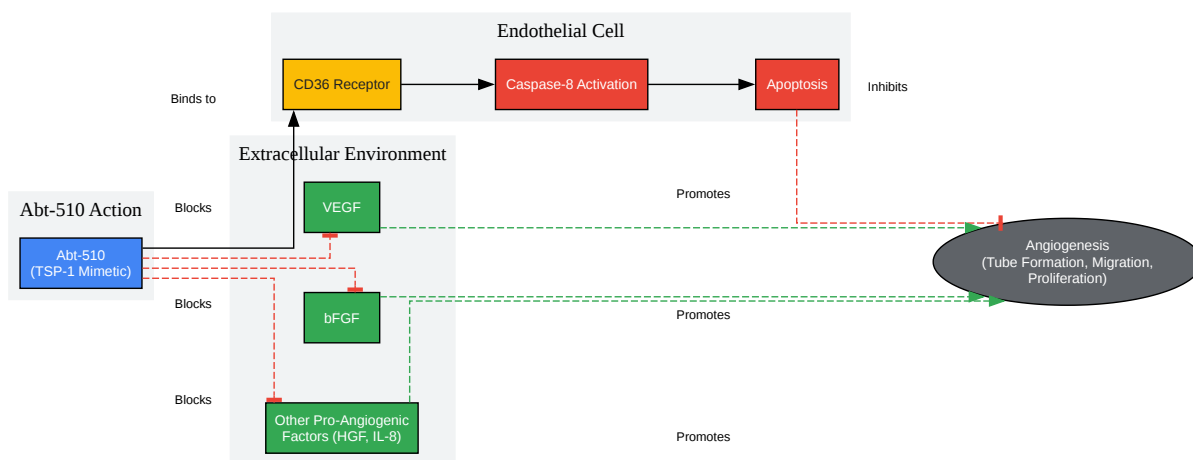 Endothelial Cell
CD36 Receptor
Caspase-8 Activation
Apoptosis
Inhibits
Binds to
Extracellular Environment
Abt-510 Action
Blocks
VEGF
Promotes
Abt-510
(TSP-1 Mimetic)
Angiogenesis
(Tube Formation, Migration,
Proliferation)
Blocks
bFGF
Promotes
Blocks
Other Pro-Angiogenic
Factors (HGF, IL-8)
Promotes